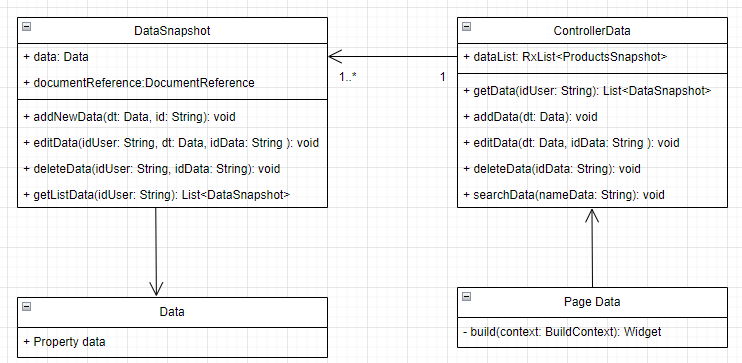 DataSnapshot
+ data: Data
+ documentReference:DocumentReference
+ addNewData(dt: Data, id: String): void
+ editData(idUser: String, dt: Data, idData: String ): void
+ deleteData(idUser: String, idData: String): void
+ getListData(idUser: String): List<DataSnapshot>
1..*
1
ControllerData
+ dataList: RxList<ProductsSnapshot>
+ getData(idUser: String): List<DataSnapshot>
+ addData(dt: Data): void
+ editData(dt: Data, idData: String ): void
+ deleteData(idData: String): void
+ searchData(nameData: String): void
Data
+ Property data
Page Data
- build(context: BuildContext): Widget